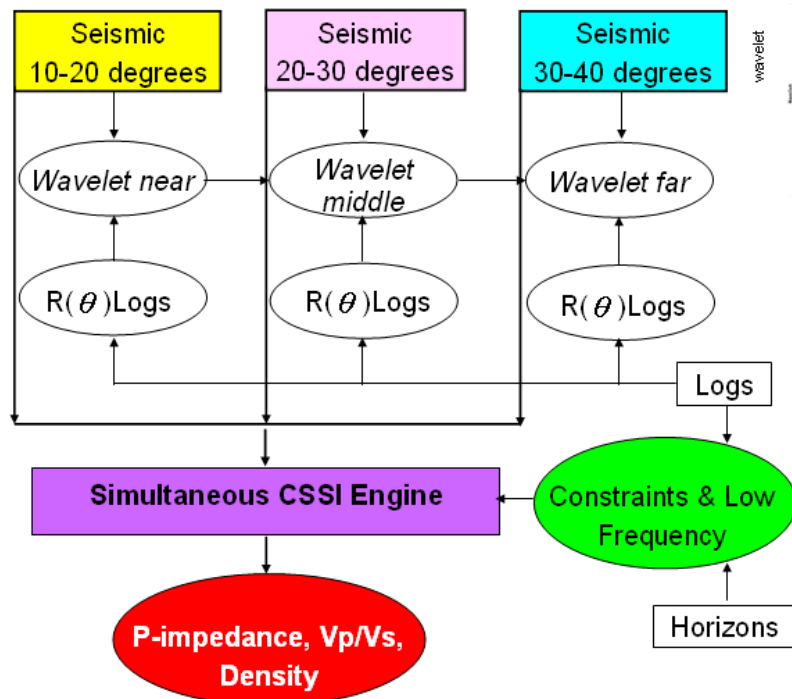 Seismic
10-20 degrees
Seismic
20-30 degrees
Seismic
30-40 degrees
wavelet
Wavelet near
Wavelet
middle
Wavelet far
R(θ)Logs
R(θ)Logs
R(θ)Logs
Logs
Simultaneous CSSI Engine
Constraints & Low
Frequency
P-impedance, Vp/Vs,
Density
Horizons